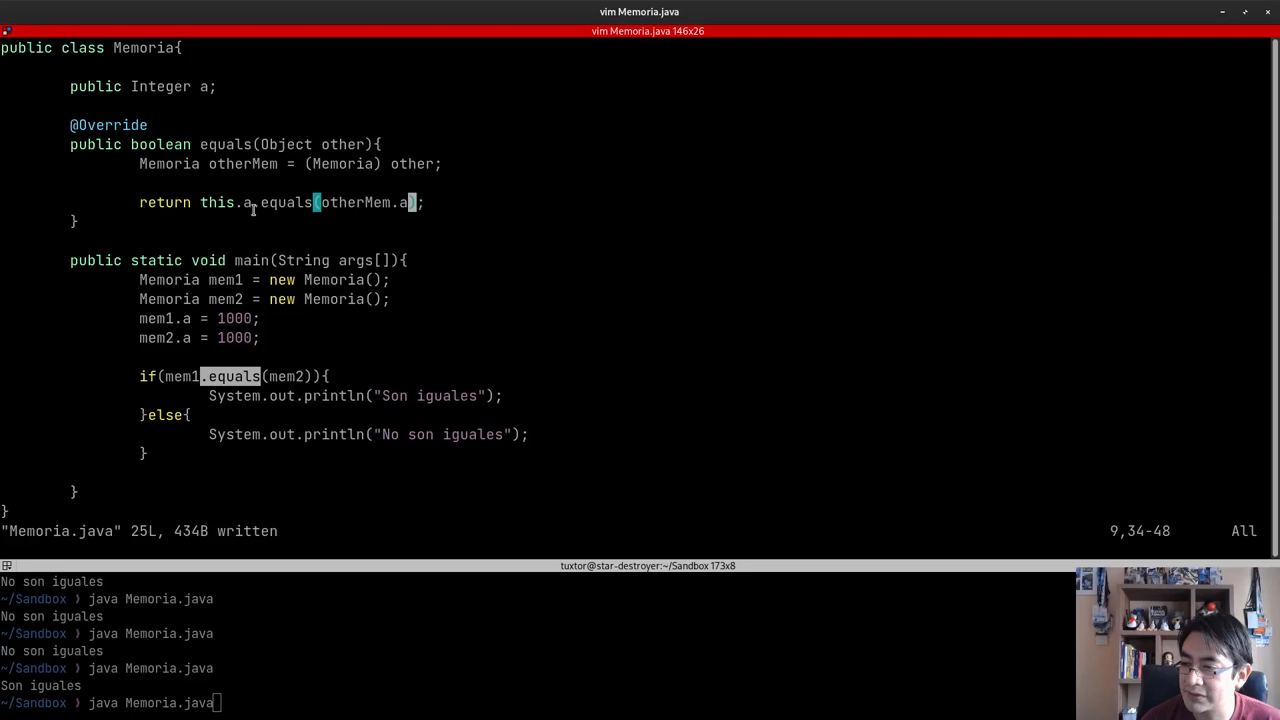 vim Memoria.java
vim Memoria.java 146x26
public class Memoria{
public Integer a;
@Override
public boolean equals(Object other){
Memoria otherMem = (Memoria) other;
return this.a.equals(otherMem.a);
}
public static void main(String args[]){
Memoria mem1 = new Memoria();
Memoria mem2 = new Memoria();
mem1.a = 1000;
mem2.a = 1000;
if(mem1.equals(mem2)){
System.out.println("Son iguales");
}else{
System.out.println("No son iguales");
}
}
}
"Memoria.java" 25L, 434B written 9,34-48 All
tuxtor@star-destroyer:~/Sandbox 173x8
No son iguales
~/Sandbox ❯ java Memoria.java
No son iguales
~/Sandbox ❯ java Memoria.java
No son iguales
~/Sandbox ❯ java Memoria.java
Son iguales
~/Sandbox ❯ java Memoria.java